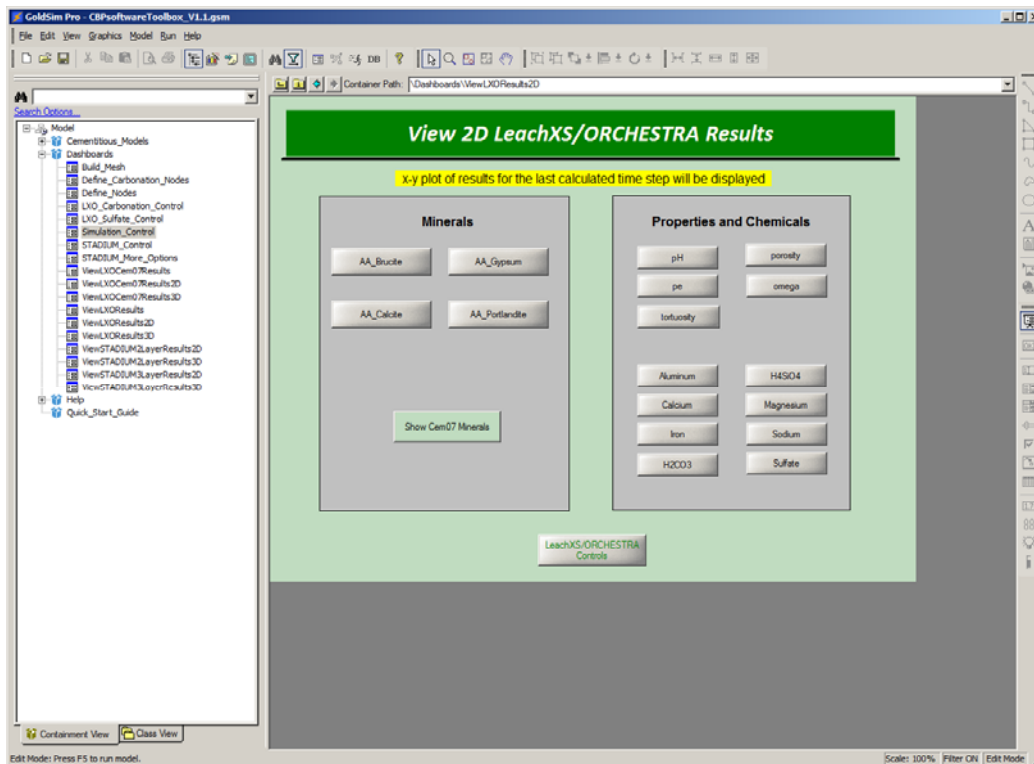 GoldSim Pro - CBPsoftwareToolbox_V1.1.gsm
File Edit View Graphics Model Run Help
DB
Container Path: \Dashboards\ViewLXOResults2D
Search Options...
Model
Cementitious_Models
Dashboards
Build_Mesh
Define_Carbonation_Nodes
Define_Nodes
LXO_Carbonation_Control
LXO_Sulfate_Control
Simulation_Control
STADIUM_Control
STADIUM_More_Options
ViewLXOCem07Results
ViewLXOCem07Results2D
ViewLXOCem07Results3D
ViewLXOResults
ViewLXOResults2D
ViewLXOResults3D
ViewSTADIUM2LayerResults2D
ViewSTADIUM2LayerResults3D
ViewSTADIUM3LayerResults2D
ViewSTADIUM3LayerResults3D
Help
Quick_Start_Guide
View 2D LeachXS/ORCHESTRA Results
x-y plot of results for the last calculated time step will be displayed
Minerals
AA_Brucite AA_Gypsum
AA_Calcite AA_Portlandite
Show Cem07 Minerals
Properties and Chemicals
pH porosity
pe omega
tortuosity
Aluminum H4SiO4
Calcium Magnesium
Iron Sodium
H2CO3 Sulfate
LeachXS/ORCHESTRA
Controls
Containment View Class View
Edit Mode: Press F5 to run model.
Scale: 100% Filter ON Edit Mode